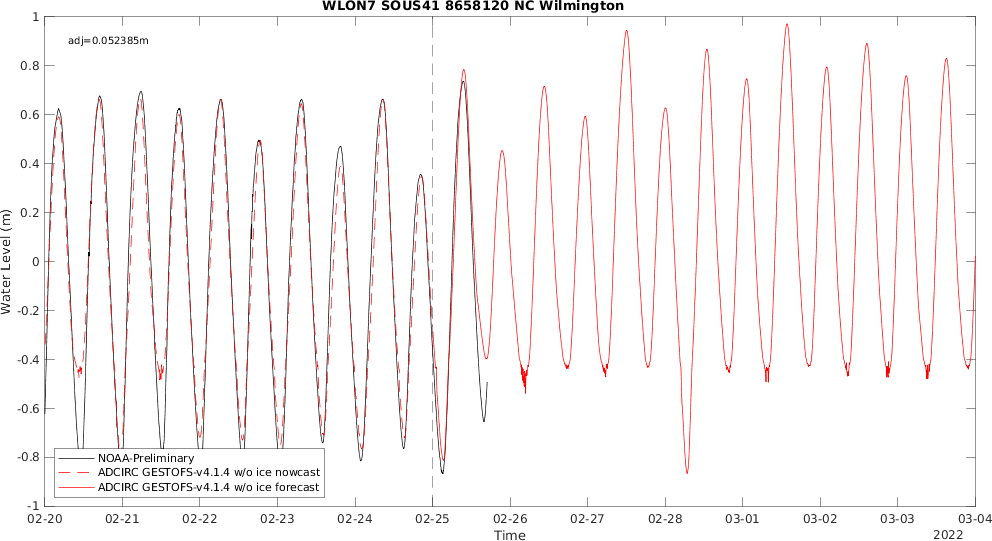 WLON7 SOUS41 8658120 NC Wilmington
adj=0.052385m
1
0.8
0.6
0.4
0.2
0
-0.2
-0.4
-0.6
-0.8
-1
Water Level (m)
NOAA-Preliminary
ADCIRC GESTOFS-v4.1.4 w/o ice nowcast
ADCIRC GESTOFS-v4.1.4 w/o ice forecast
02-20 02-21 02-22 02-23 02-24 02-25 02-26 02-27 02-28 03-01 03-02 03-03 03-04
Time
2022